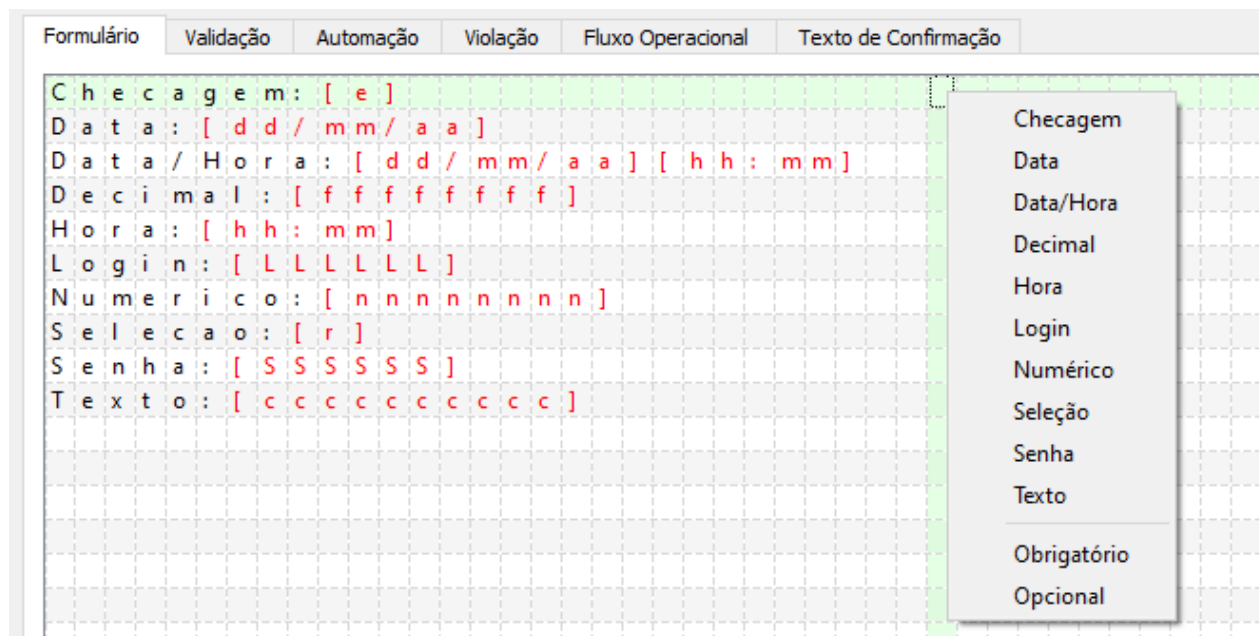 Formulário Validação Automação Violação Fluxo Operacional Texto de Confirmação
Checagem:[e]
Data:[dd/mm/aa]
Data/Hora:[dd/mm/aa][hh:mm]
Decimal:[ffffffff]
Hora:[hh:mm]
Login:[LLLLLL]
Numerico:[nnnnnnnn]
Selecao:[r]
Senha:[SSSSSS]
Texto:[cccccccccc]
Checagem
Data
Data/Hora
Decimal
Hora
Login
Numérico
Seleção
Senha
Texto
Obrigatório
Opcional